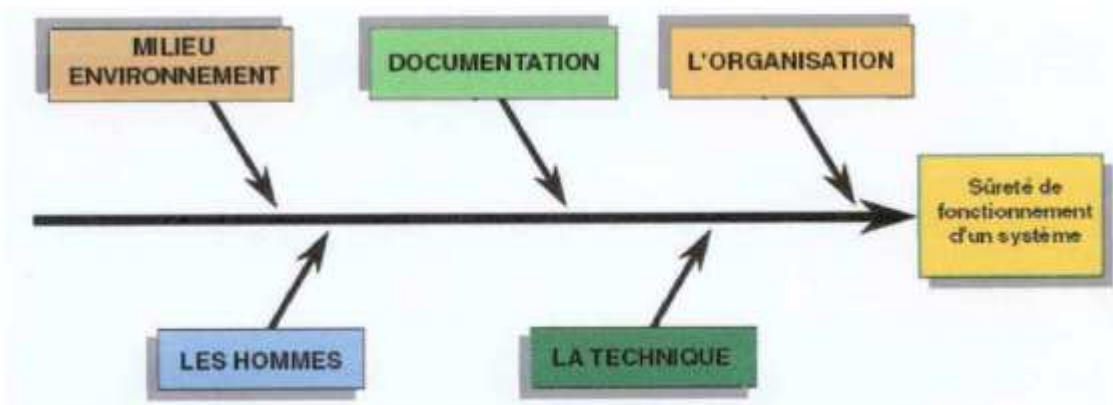 MILIEU
ENVIRONNEMENT
DOCUMENTATION
L'ORGANISATION
Sûreté de
fonctionnement
d'un système
LES HOMMES
LA TECHNIQUE